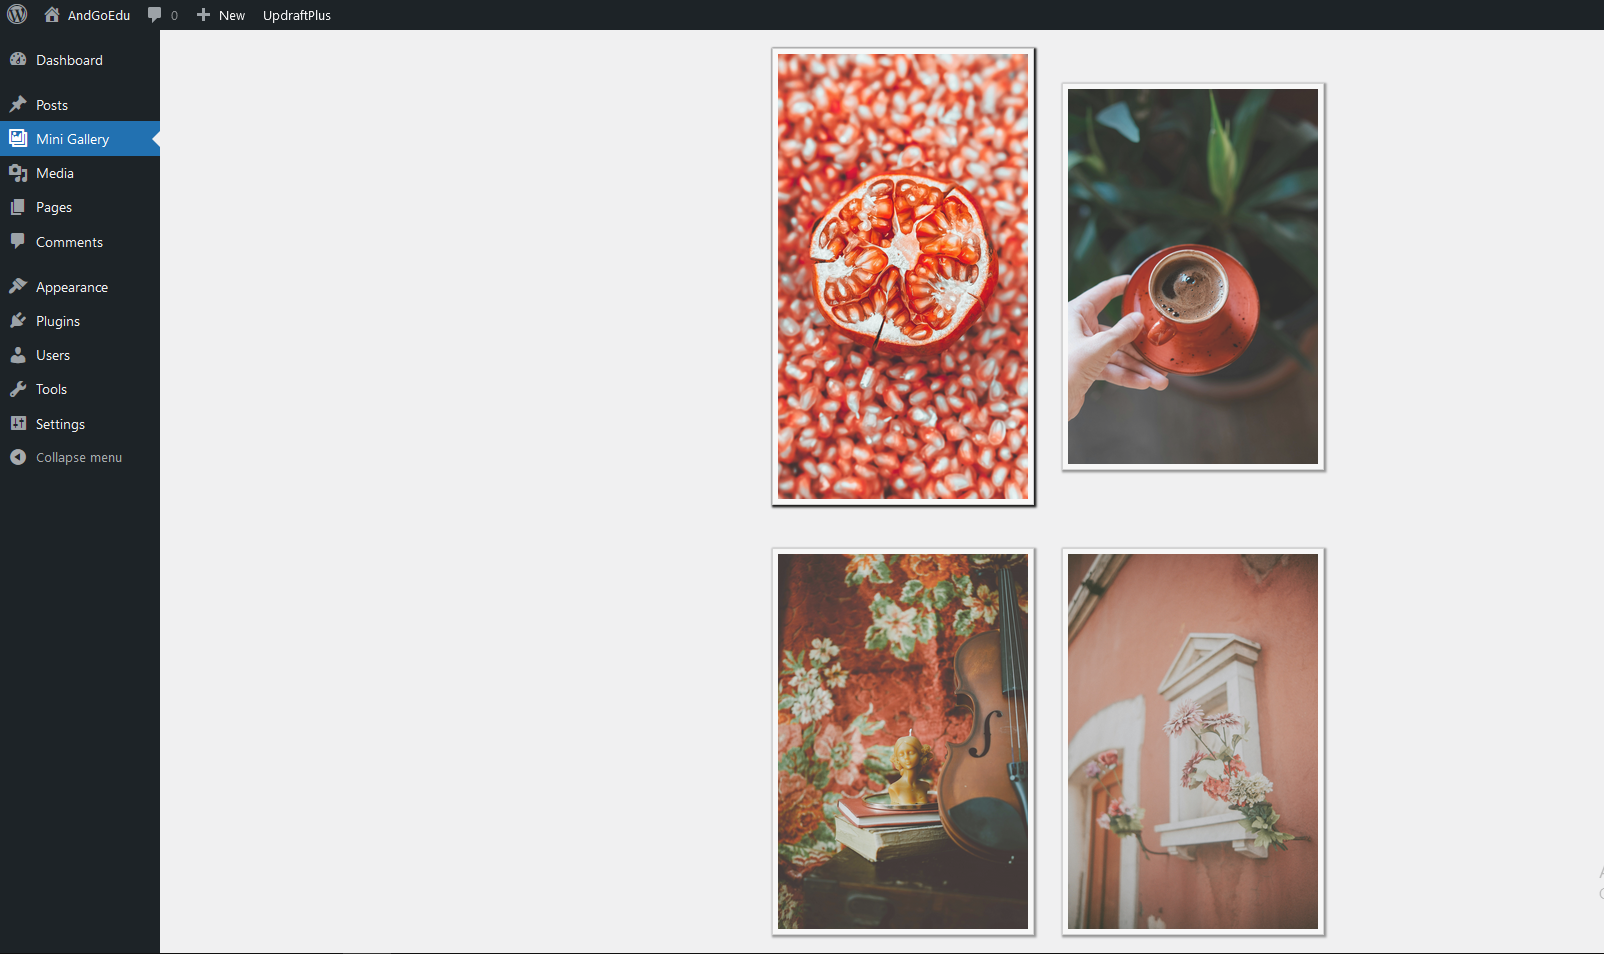 AndGoEdu 0 New UpdraftPlus
Dashboard
Posts
Mini Gallery
Media
Pages
Comments
Appearance
Plugins
Users
Tools
Settings
Collapse menu